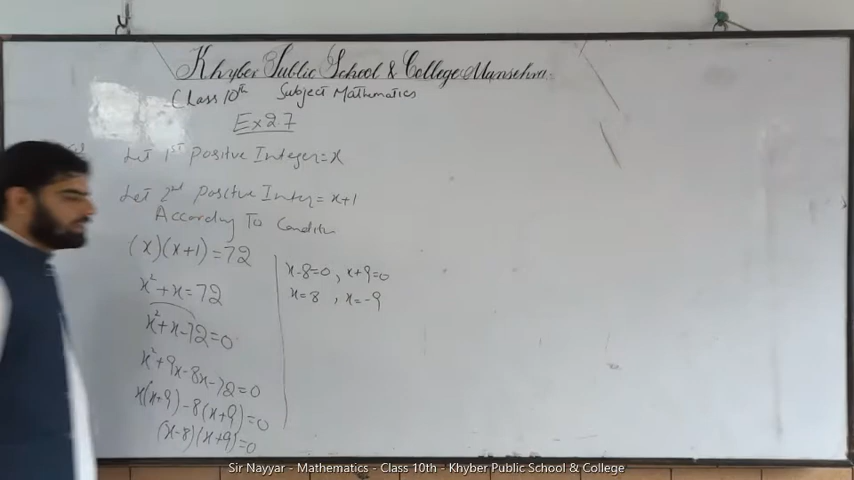 Khyber Public School & College Mansehra.
Class 10th Subject Mathematics
Ex 2.7
Let 1st Positive Integer = x
Let 2nd Positive Inter = x+1
According To Condition
(x)(x+1) = 72
x²+x=72
x²+x-72=0
x²+9x-8x-72=0
x(x+9)-8(x+9)=0
(x-8)(x+9)=0
x-8=0, x+9=0
x=8, x=-9
Sir Nayyar - Mathematics - Class 10th - Khyber Public School & College